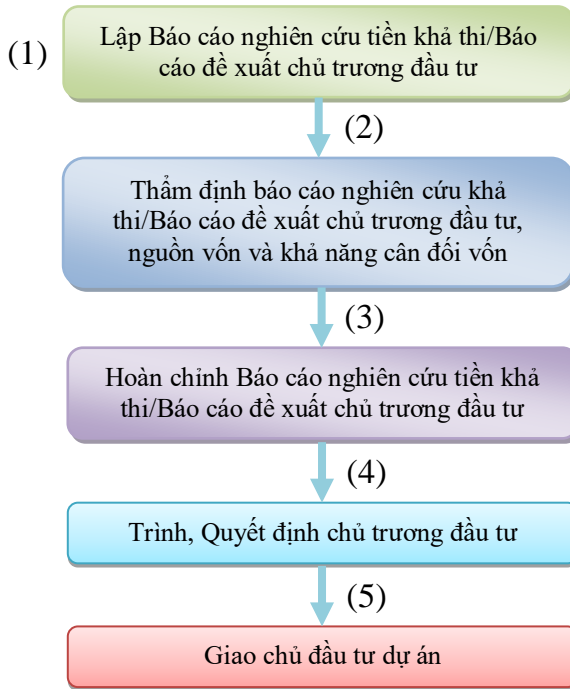 (1)
Lập Báo cáo nghiên cứu tiền khả thi/Báo
cáo đề xuất chủ trương đầu tư
(2)
Thẩm định báo cáo nghiên cứu khả
thi/Báo cáo đề xuất chủ trương đầu tư,
nguồn vốn và khả năng cân đối vốn
(3)
Hoàn chỉnh Báo cáo nghiên cứu tiền khả
thi/Báo cáo đề xuất chủ trương đầu tư
(4)
Trình, Quyết định chủ trương đầu tư
(5)
Giao chủ đầu tư dự án